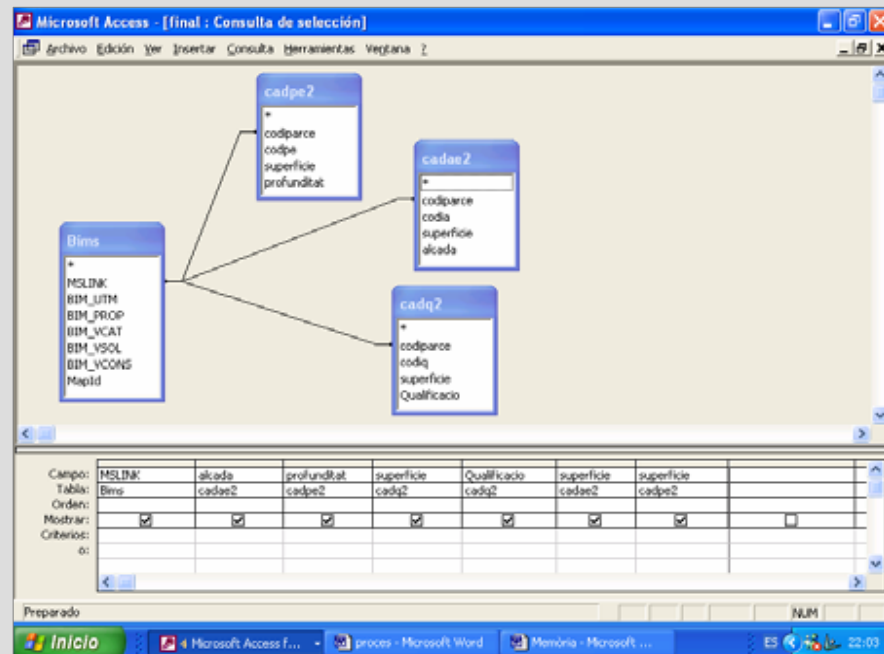 Microsoft Access - [final : Consulta de selección]
Archivo Edición Ver Insertar Consulta Herramientas Ventana ?
cadpe2
*
codiparce
codpe
superficie
profunditat
cadae2
*
codiparce
codia
superficie
alcada
Bims
*
MSLINK
BIM_UTM
BIM_PROP
BIM_VCAT
BIM_VSOL
BIM_VCONS
MapId
cadq2
*
codiparce
codiq
superficie
Qualificacio
Campo: MSLINK alcada profunditat superficie Qualificacio superficie superficie
Tabla: Bims cadae2 cadpe2 cadq2 cadq2 cadae2 cadpe2
Orden:
Mostrar:
Criterios:
o:
Preparado NUM
Inicio Microsoft Access f... proces - Microsoft Word Memòria - Microsoft ... ES 22:03